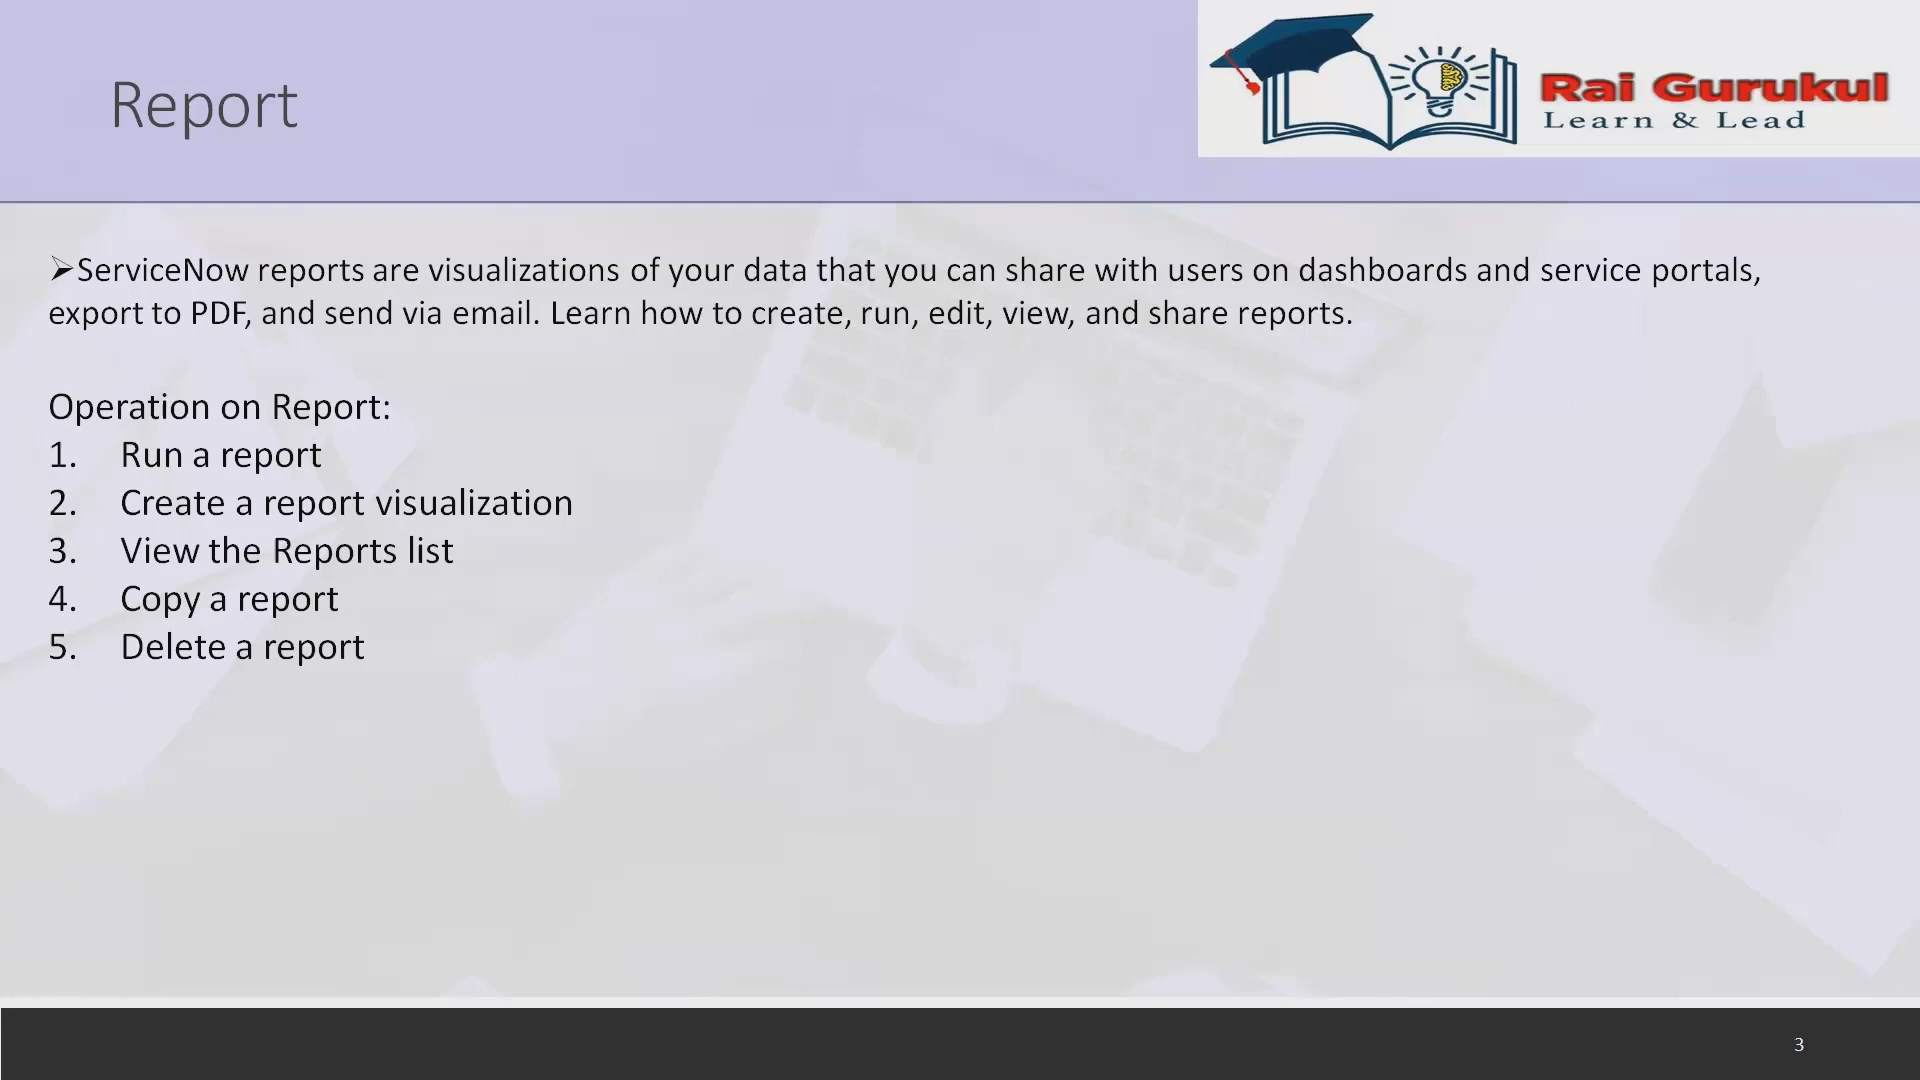 Report
Rai Gurukul
Learn & Lead
➢ServiceNow reports are visualizations of your data that you can share with users on dashboards and service portals,
export to PDF, and send via email. Learn how to create, run, edit, view, and share reports.
Operation on Report:
1. Run a report
2. Create a report visualization
3. View the Reports list
4. Copy a report
5. Delete a report
3